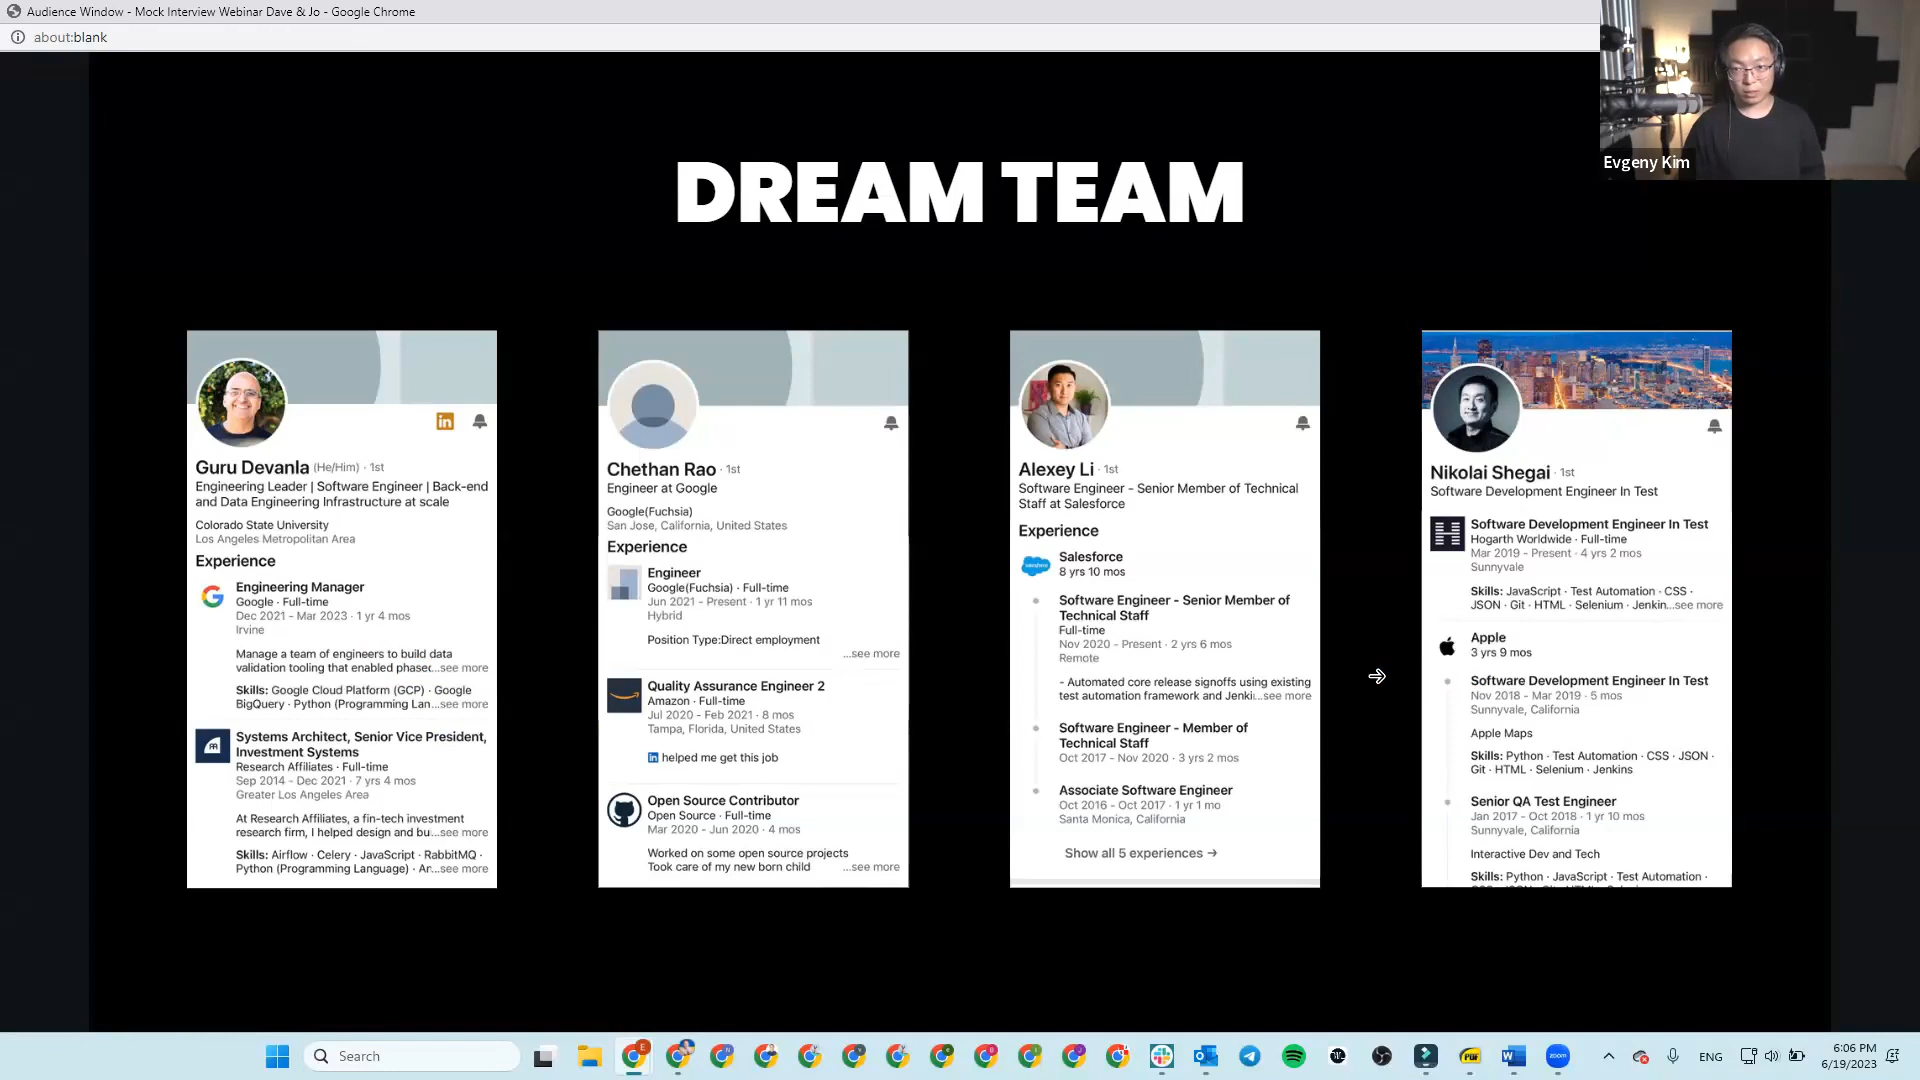 Audience Window - Mock Interview Webinar Dave & Jo - Google Chrome
about:blank
Evgeny Kim
DREAM TEAM
Guru Devanla (He/Him) · 1st
Engineering Leader | Software Engineer | Back-end
and Data Engineering Infrastructure at scale
Colorado State University
Los Angeles Metropolitan Area
Experience
Engineering Manager
Google · Full-time
Dec 2021 - Mar 2023 · 1 yr 4 mos
Irvine
Manage a team of engineers to build data
validation tooling that enabled phased...see more
Skills: Google Cloud Platform (GCP) · Google
BigQuery · Python (Programming Lan...see more
Systems Architect, Senior Vice President,
Investment Systems
Research Affiliates · Full-time
Sep 2014 - Dec 2021 · 7 yrs 4 mos
Greater Los Angeles Area
At Research Affiliates, a fin-tech investment
research firm, I helped design and bu...see more
Skills: Airflow · Celery · JavaScript · RabbitMQ ·
Python (Programming Language) · Ar...see more
Chethan Rao · 1st
Engineer at Google
Google(Fuchsia)
San Jose, California, United States
Experience
Engineer
Google(Fuchsia) · Full-time
Jun 2021 - Present · 1 yr 11 mos
Hybrid
Position Type:Direct employment
...see more
Quality Assurance Engineer 2
Amazon · Full-time
Jul 2020 - Feb 2021 · 8 mos
Tampa, Florida, United States
in helped me get this job
Open Source Contributor
Open Source · Full-time
Mar 2020 - Jun 2020 · 4 mos
Worked on some open source projects
Took care of my new born child ...see more
Alexey Li · 1st
Software Engineer - Senior Member of Technical
Staff at Salesforce
Experience
Salesforce
8 yrs 10 mos
Software Engineer - Senior Member of
Technical Staff
Full-time
Nov 2020 - Present · 2 yrs 6 mos
Remote
- Automated core release signoffs using existing
test automation framework and Jenki...see more
Software Engineer - Member of
Technical Staff
Oct 2017 - Nov 2020 · 3 yrs 2 mos
Associate Software Engineer
Oct 2016 - Oct 2017 · 1 yr 1 mo
Santa Monica, California
Show all 5 experiences →
Nikolai Shegai · 1st
Software Development Engineer In Test
Software Development Engineer In Test
Hogarth Worldwide · Full-time
Mar 2019 - Present · 4 yrs 2 mos
Sunnyvale
Skills: JavaScript · Test Automation · CSS ·
JSON · Git · HTML · Selenium · Jenkin...see more
Apple
3 yrs 9 mos
Software Development Engineer In Test
Nov 2018 - Mar 2019 · 5 mos
Sunnyvale, California
Apple Maps
Skills: Python · Test Automation · CSS · JSON ·
Git · HTML · Selenium · Jenkins
Senior QA Test Engineer
Jan 2017 - Oct 2018 · 1 yr 10 mos
Sunnyvale, California
Interactive Dev and Tech
Skills: Python · JavaScript · Test Automation ·
Search
ENG
6:06 PM
6/19/2023